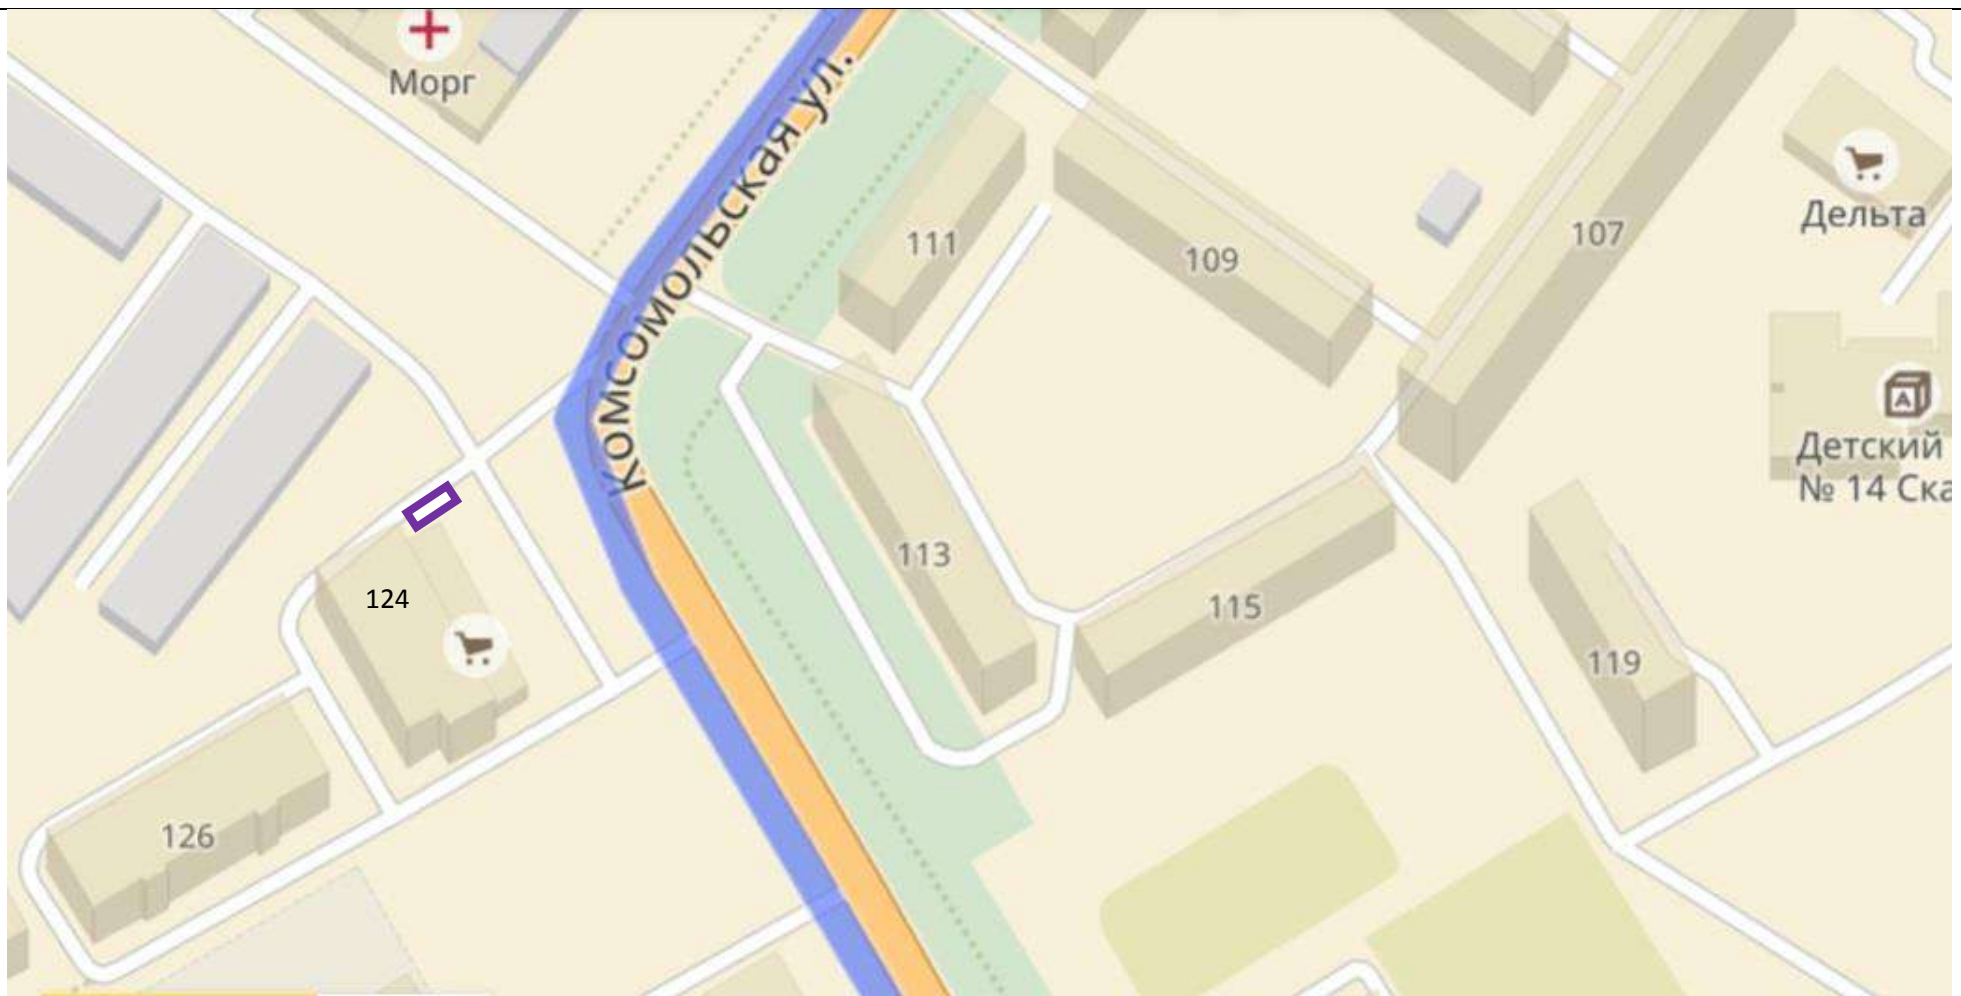 Морг
Комсомольская ул.
111
109
107
Дельта
Детский
№ 14 Ска
A
113
115
119
124
126